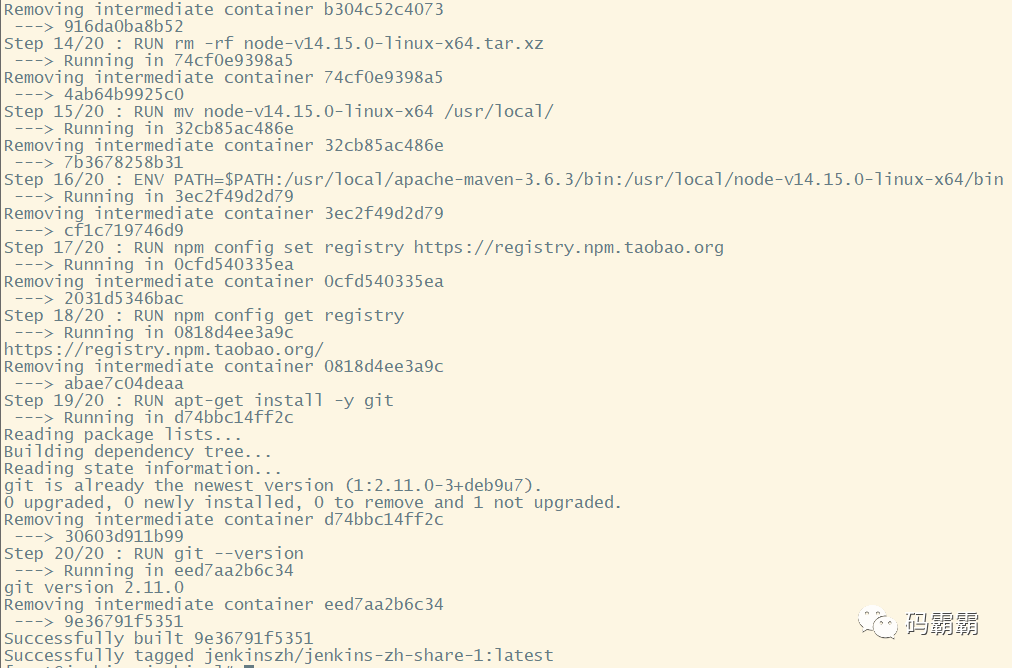 Removing intermediate container b304c52c4073
 ---> 916da0ba8b52
Step 14/20 : RUN rm -rf node-v14.15.0-linux-x64.tar.xz
 ---> Running in 74cf0e9398a5
Removing intermediate container 74cf0e9398a5
 ---> 4ab64b9925c0
Step 15/20 : RUN mv node-v14.15.0-linux-x64 /usr/local/
 ---> Running in 32cb85ac486e
Removing intermediate container 32cb85ac486e
 ---> 7b3678258b31
Step 16/20 : ENV PATH=$PATH:/usr/local/apache-maven-3.6.3/bin:/usr/local/node-v14.15.0-linux-x64/bin
 ---> Running in 3ec2f49d2d79
Removing intermediate container 3ec2f49d2d79
 ---> cf1c719746d9
Step 17/20 : RUN npm config set registry https://registry.npm.taobao.org
 ---> Running in 0cfd540335ea
Removing intermediate container 0cfd540335ea
 ---> 2031d5346bac
Step 18/20 : RUN npm config get registry
 ---> Running in 0818d4ee3a9c
https://registry.npm.taobao.org/
Removing intermediate container 0818d4ee3a9c
 ---> abae7c04deaa
Step 19/20 : RUN apt-get install -y git
 ---> Running in d74bbc14ff2c
Reading package lists...
Building dependency tree...
Reading state information...
git is already the newest version (1:2.11.0-3+deb9u7).
0 upgraded, 0 newly installed, 0 to remove and 1 not upgraded.
Removing intermediate container d74bbc14ff2c
 ---> 30603d911b99
Step 20/20 : RUN git --version
 ---> Running in eed7aa2b6c34
git version 2.11.0
Removing intermediate container eed7aa2b6c34
 ---> 9e36791f5351
码霸霸
Successfully built 9e36791f5351
Successfully tagged jenkinszh/jenkins-zh-share-1:latest